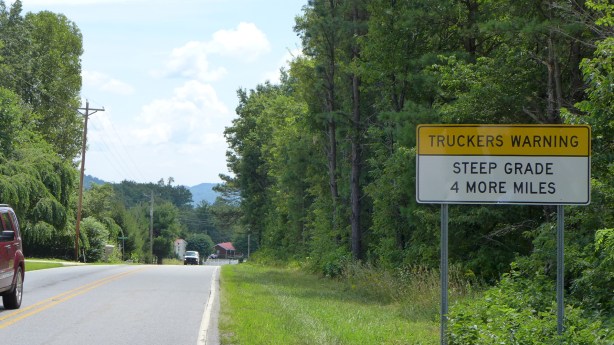 TRUCKERS WARNING
STEEP GRADE
4 MORE MILES